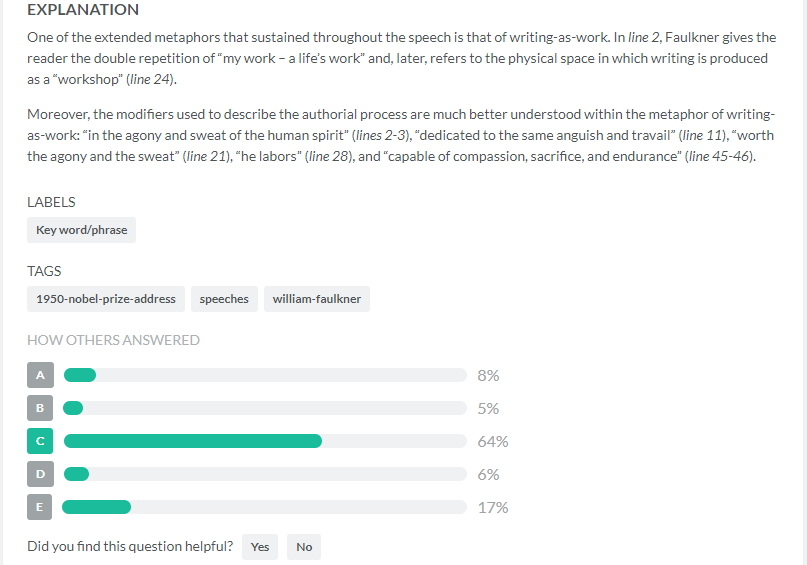 EXPLANATION
One of the extended metaphors that sustained throughout the speech is that of writing-as-work. In line 2, Faulkner gives the
reader the double repetition of “my work – a life’s work” and, later, refers to the physical space in which writing is produced
as a “workshop” (line 24).
Moreover, the modifiers used to describe the authorial process are much better understood within the metaphor of writing-
as-work: “in the agony and sweat of the human spirit” (lines 2-3), “dedicated to the same anguish and travail” (line 11), “worth
the agony and the sweat” (line 21), “he labors” (line 28), and “capable of compassion, sacrifice, and endurance” (line 45-46).
LABELS
Key word/phrase
TAGS
1950-nobel-prize-address speeches william-faulkner
HOW OTHERS ANSWERED
A 8%
B 5%
C 64%
D 6%
E 17%
Did you find this question helpful? Yes No